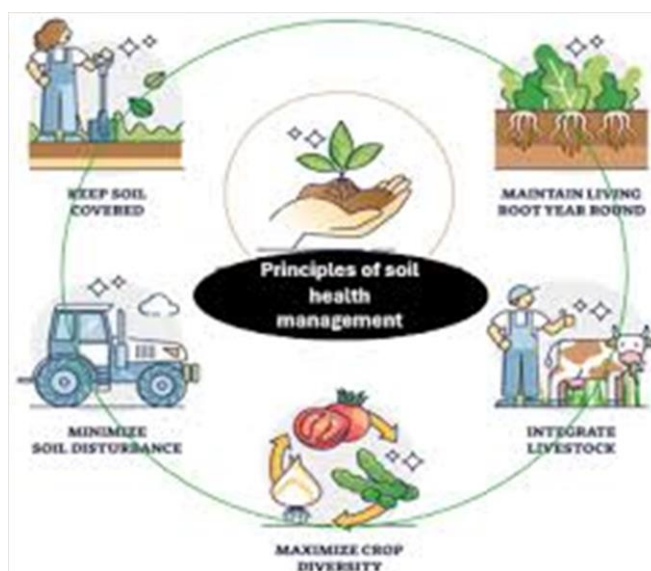 KEEP SOIL
COVERED
MAINTAIN LIVING
ROOT YEAR ROUND
Principles of soil
health
management
MINIMIZE
SOIL DISTURBANCE
INTEGRATE
LIVESTOCK
MAXIMIZE CROP
DIVERSITY